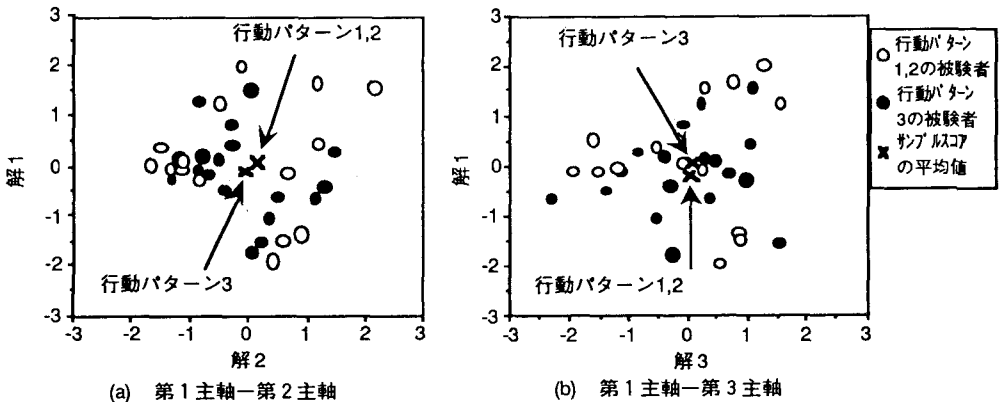 行動パターン1,2
3
2
1
0
-1
-2
-3
解1
行動パターン3
-3
-2
-1
0
1
2
3
解2
(a) 第1主軸ー第2主軸
行動パターン3
3
2
1
0
-1
-2
-3
解1
行動パターン1,2
-3
-2
-1
0
1
2
3
解3
(b) 第1主軸ー第3主軸
行動パターン
1,2の被験者
行動パターン
3の被験者
サンプルスコア
の平均値